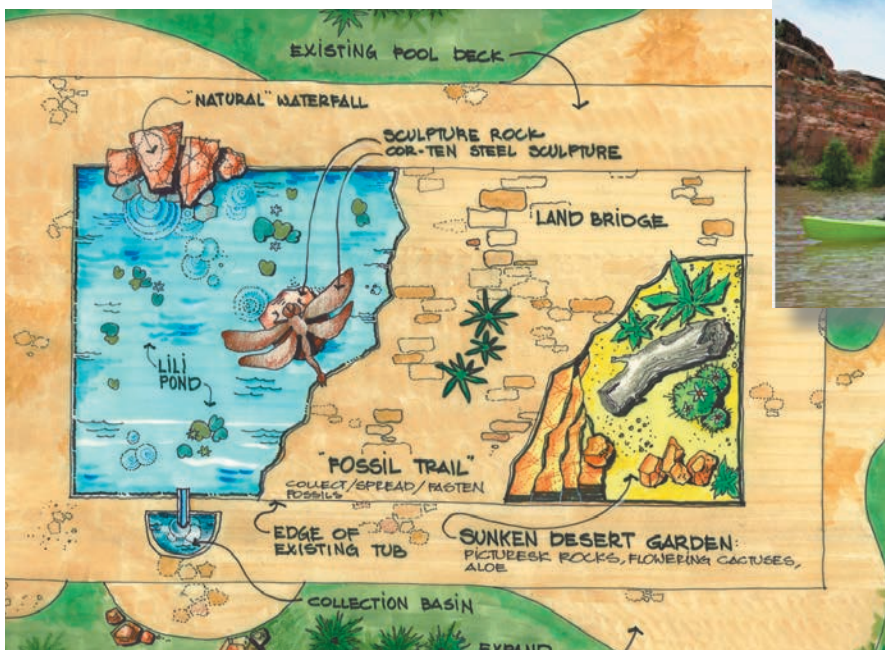 EXISTING POOL DECK
"NATURAL" WATERFALL
SCULPTURE ROCK
COR-TEN STEEL SCULPTURE
LAND BRIDGE
LILI
POND
"FOSSIL TRAIL"
COLLECT/SPREAD/FASTEN
FOSSILS
EDGE OF
EXISTING TUB
SUNKEN DESERT GARDEN:
PICTURESK ROCKS, FLOWERING CACTUSES,
ALOE
COLLECTION BASIN
EXPAND